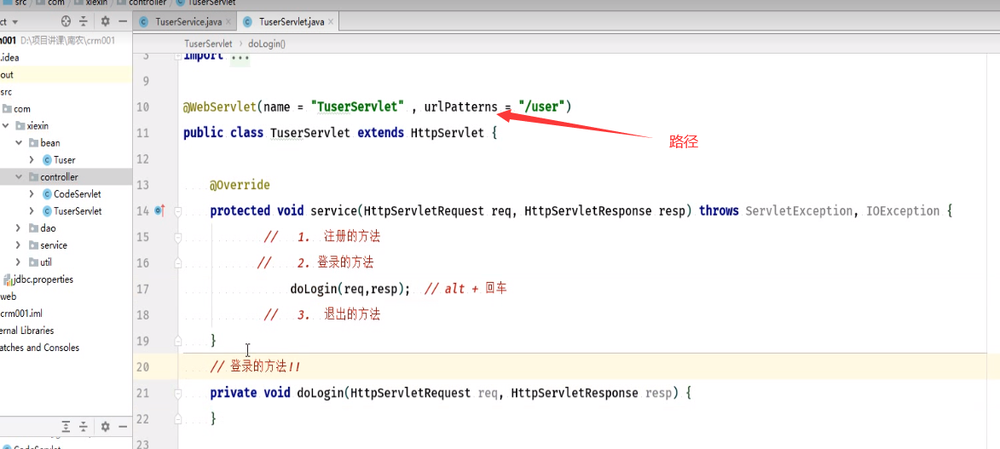 src com xiexin controller TuserServlet
ct
TuserService.java TuserServlet.java
TuserServlet › doLogin()
m001 D:\项目讲课\南农\crm001
.idea
out
src
com
xiexin
bean
Tuser
controller
CodeServlet
TuserServlet
dao
service
util
jdbc.properties
web
crm001.iml
ernal Libraries
atches and Consoles
CodeServlet
3 import ...
9
10 @WebServlet(name = "TuserServlet" , urlPatterns = "/user")
路径
11 public class TuserServlet extends HttpServlet {
12
13 @Override
14 protected void service(HttpServletRequest req, HttpServletResponse resp) throws ServletException, IOException {
15 // 1. 注册的方法
16 // 2. 登录的方法
17 doLogin(req,resp); // alt + 回车
18 // 3. 退出的方法
19 }
20 // 登录的方法!!
21 private void doLogin(HttpServletRequest req, HttpServletResponse resp) {
22 }
23